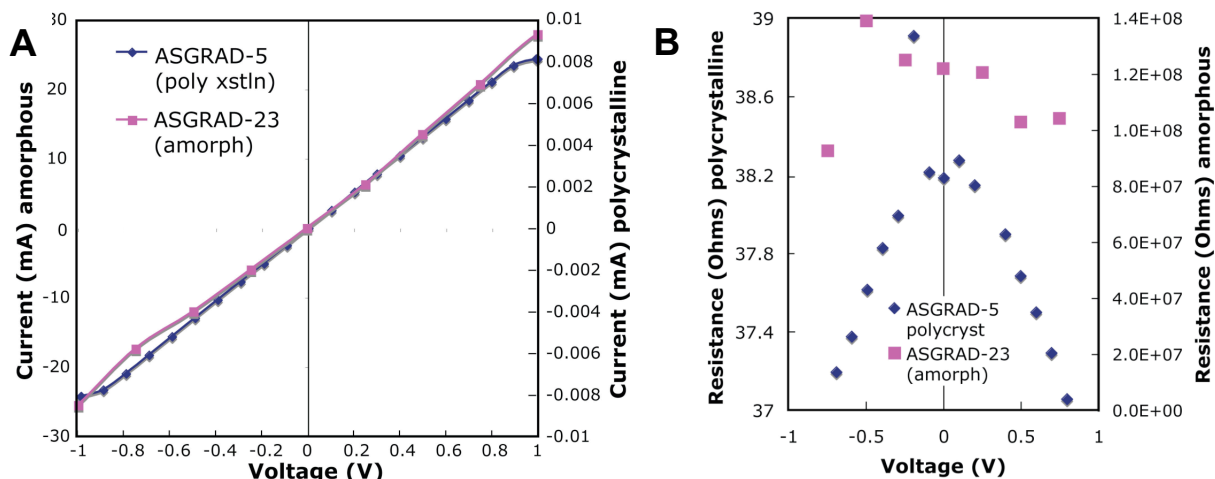 A
Current (mA) amorphous
30
20
10
0
-10
-20
-30
ASGRAD-5
(poly xstln)
ASGRAD-23
(amorph)
0.01
0.008
0.006
0.004
0.002
0
-0.002
-0.004
-0.006
-0.008
-0.01
Current (mA) polycrystalline
-1 -0.8 -0.6 -0.4 -0.2 0 0.2 0.4 0.6 0.8 1
Voltage (V)
B
Resistance (Ohms) polycrystalline
39
38.6
38.2
37.8
37.4
37
ASGRAD-5
polycryst
ASGRAD-23
(amorph)
1.4E+08
1.2E+08
1.0E+08
8.0E+07
6.0E+07
4.0E+07
2.0E+07
0.0E+00
Resistance (Ohms) amorphous
-1 -0.5 0 0.5 1
Voltage (V)